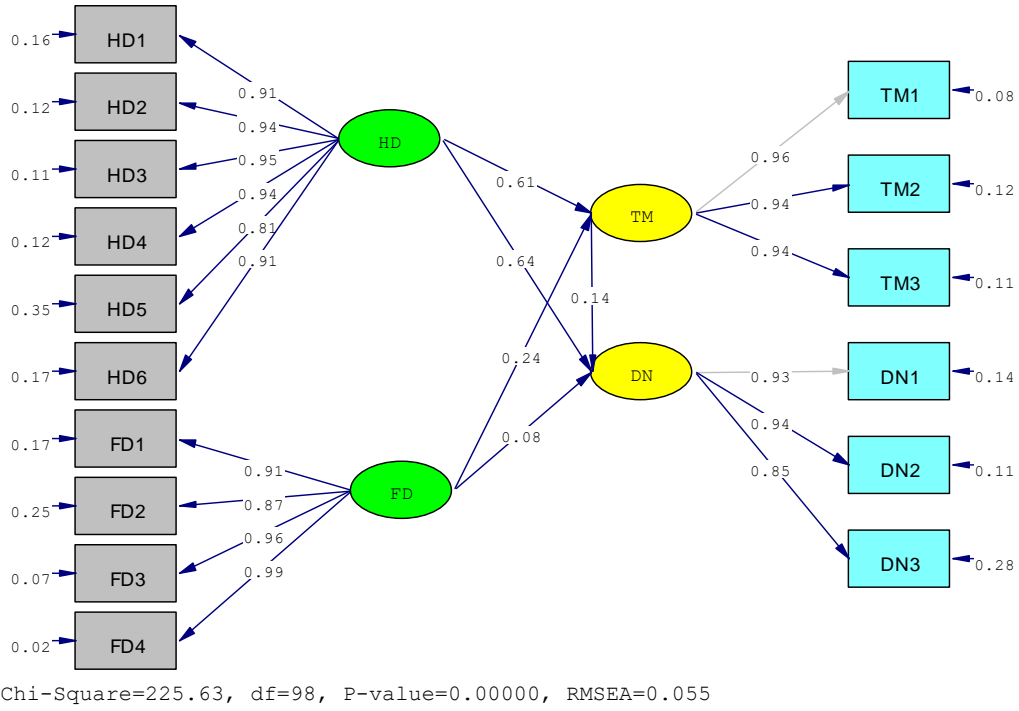 0.16 HD1
0.12 HD2
0.11 HD3
0.12 HD4
0.35 HD5
0.17 HD6
0.17 FD1
0.25 FD2
0.07 FD3
0.02 FD4
0.91
0.94
0.95
0.94
0.81
0.91
0.91
0.87
0.96
0.99
HD
FD
0.61
0.64
0.14
0.24
0.08
TM
DN
0.96
0.94
0.94
0.93
0.94
0.85
TM1 0.08
TM2 0.12
TM3 0.11
DN1 0.14
DN2 0.11
DN3 0.28
Chi-Square=225.63, df=98, P-value=0.00000, RMSEA=0.055